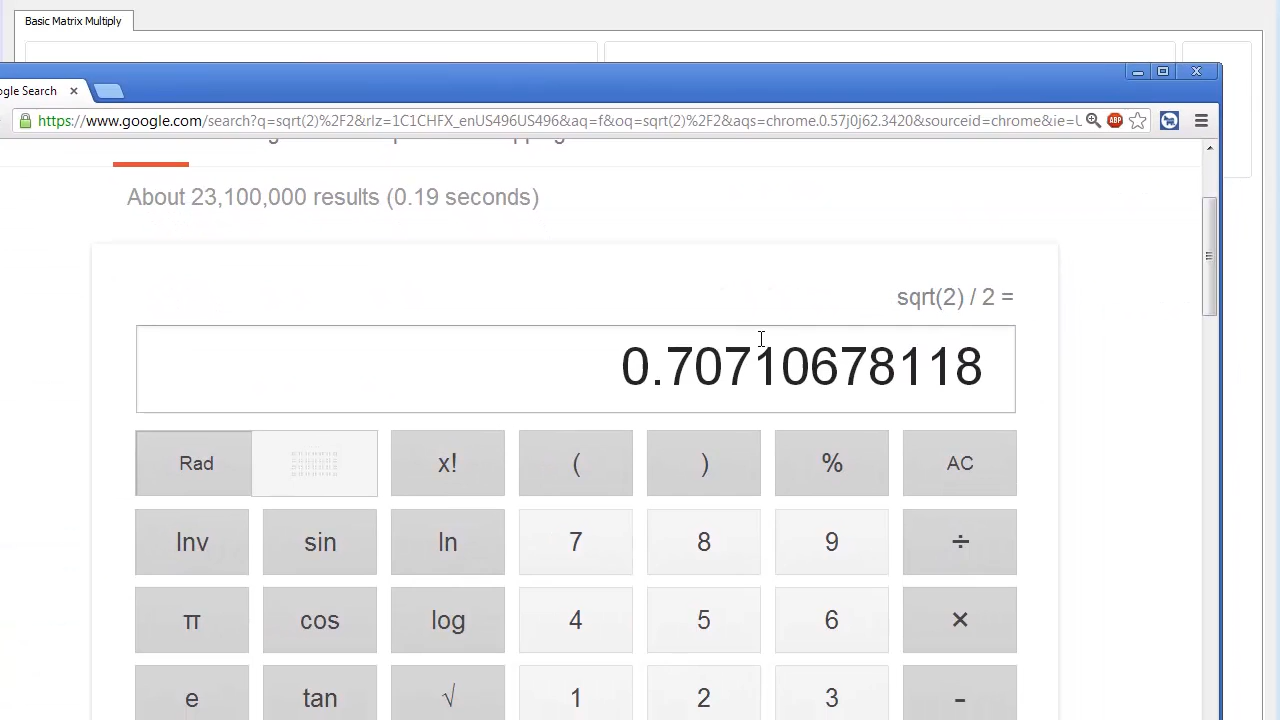 Basic Matrix Multiply
gle Search
https://www.google.com/search?q=sqrt(2)%2F2&rlz=1C1CHFX_enUS496US496&aq=f&oq=sqrt(2)%2F2&aqs=chrome.0.57j0j62.3420&sourceid=chrome&ie=U
ABP
About 23,100,000 results (0.19 seconds)
sqrt(2) / 2 =
0.70710678118
Rad x! ( ) % AC
Inv sin ln 7 8 9 ÷
π cos log 4 5 6 ×
e tan √ 1 2 3 -